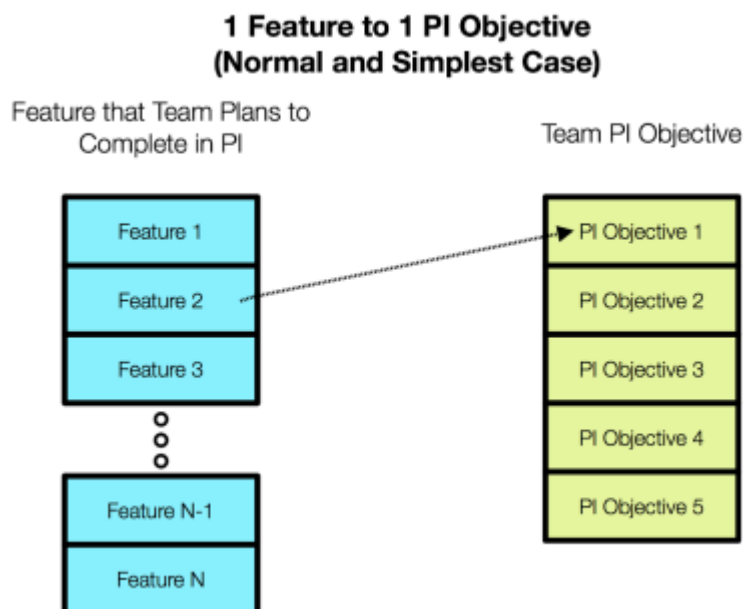 1 Feature to 1 PI Objective
(Normal and Simplest Case)
Feature that Team Plans to
Complete in PI
Team PI Objective
Feature 1
Feature 2
Feature 3
Feature N-1
Feature N
PI Objective 1
PI Objective 2
PI Objective 3
PI Objective 4
PI Objective 5